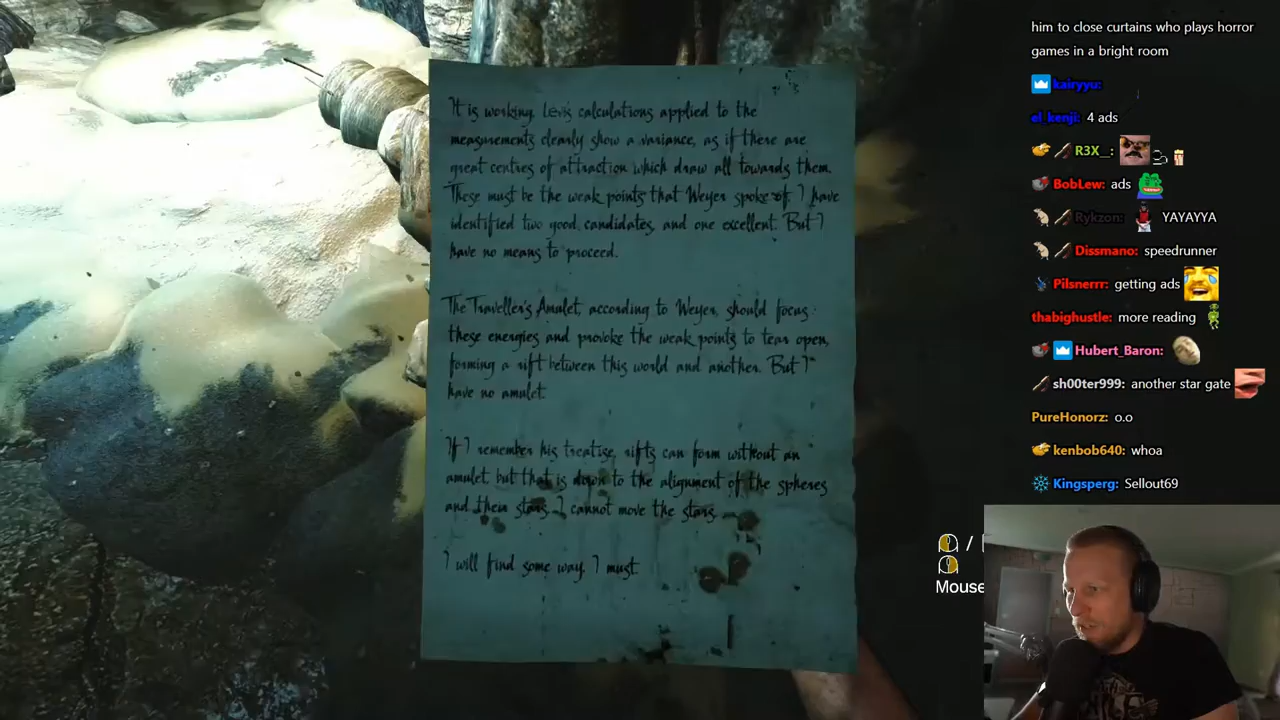 It is working. Levis calculations applied to the
measurements clearly show a variance, as if there are
great centres of attraction which draw all towards them.
These must be the weak points that Weyer spoke of. I have
identified two good candidates, and one excellent. But I
have no means to proceed.
The Traveller's Amulet, according to Weyer, should focus
these energies and provoke the weak points to tear open,
forming a rift between this world and another. But I
have no amulet.
If I remember his treatise, rifts can form without an
amulet but that is down to the alignment of the spheres
and their stars. I cannot move the stars.
I will find some way. I must.
him to close curtains who plays horror
games in a bright room
kairyyu:
el_kenji: 4 ads
R3X_:
BobLew: ads
Rykzon: YAYAYYA
Dissmano: speedrunner
Pilsnerrr: getting ads
thabighustle: more reading
Hubert_Baron:
sh00ter999: another star gate
PureHonorz: o.o
kenbob640: whoa
Kingsperg: Sellout69
/
Mouse